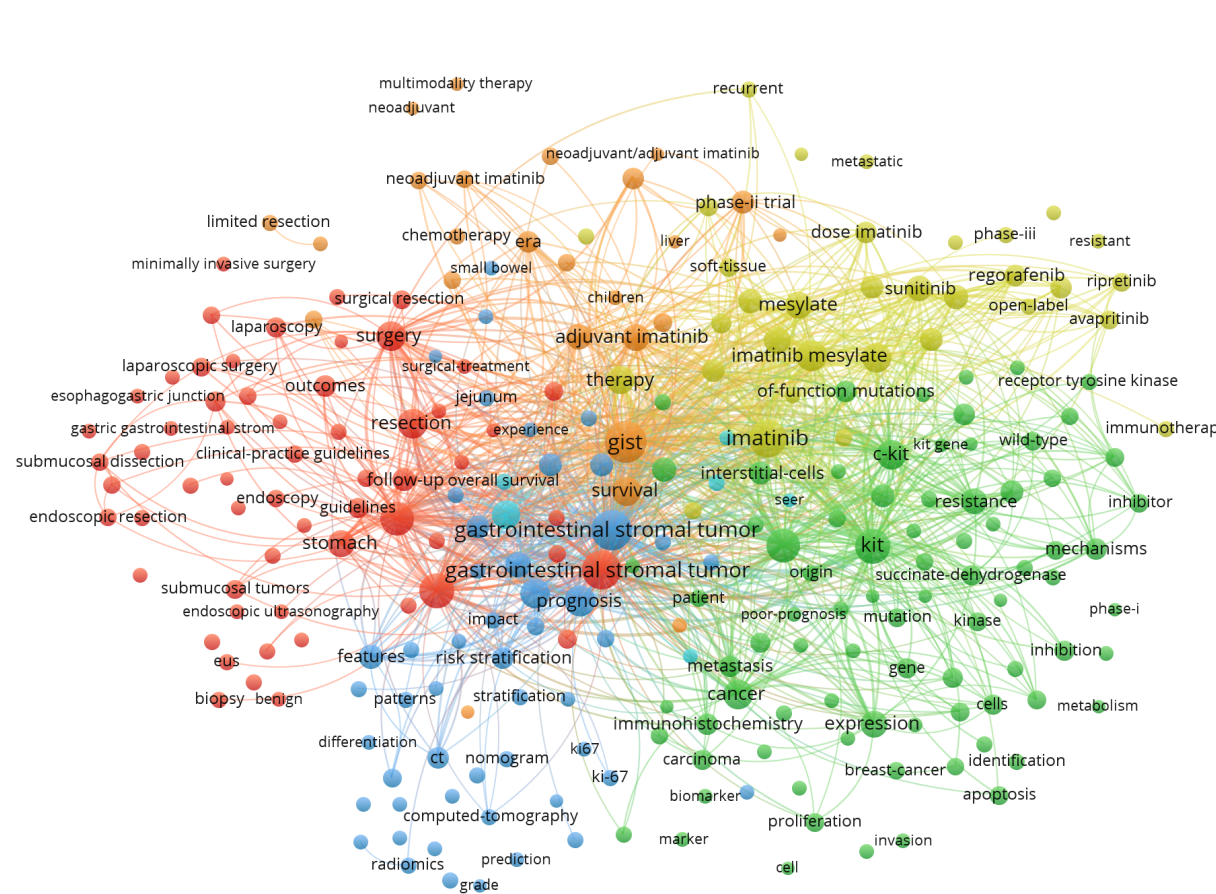 multimodality therapy
recurrent
neoadjuvant
neoadjuvant/adjuvant imatinib
metastatic
neoadjuvant imatinib
phase-ii trial
limited resection
chemotherapy
era
liver
dose imatinib
phase-iii
resistant
minimally invasive surgery
small bowel
soft-tissue
regorafenib
ripretinib
surgical resection
children
mesylate
sunitinib
open-label
avapritinib
laparoscopy
surgery
adjuvant imatinib
imatinib mesylate
laparoscopic surgery
surgical-treatment
outcomes
therapy
of-function mutations
receptor tyrosine kinase
esophagogastric junction
jejunum
resection
gastric gastrointestinal strom
experience
gist
imatinib
kit gene
wild-type
immunotherap
clinical-practice guidelines
c-kit
submucosal dissection
follow-up
overall survival
interstitial-cells
survival
endoscopy
guidelines
seer
resistance
inhibitor
endoscopic resection
gastrointestinal stromal tumor
stomach
kit
mechanisms
gastrointestinal stromal tumor
origin
succinate-dehydrogenase
submucosal tumors
prognosis
patient
endoscopic ultrasonography
impact
poor-prognosis
mutation
kinase
phase-i
eus
features
risk stratification
metastasis
gene
inhibition
biopsy
benign
patterns
stratification
cancer
cells
metabolism
immunohistochemistry
expression
differentiation
ct
nomogram
ki67
carcinoma
breast-cancer
identification
ki-67
biomarker
apoptosis
computed-tomography
proliferation
marker
invasion
radiomics
prediction
cell
grade